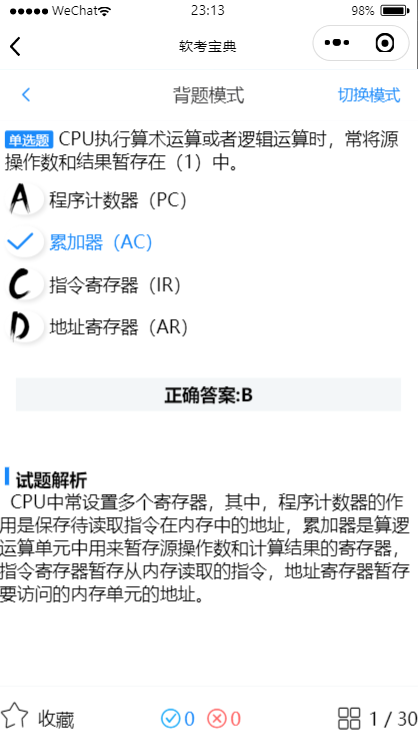 WeChat
23:13
98%
软考宝典
背题模式
切换模式
单选题 CPU执行算术运算或者逻辑运算时，常将源
操作数和结果暂存在（1）中。
A 程序计数器（PC）
累加器（AC）
C 指令寄存器（IR）
D 地址寄存器（AR）
正确答案:B
试题解析
CPU中常设置多个寄存器，其中，程序计数器的作
用是保存待读取指令在内存中的地址，累加器是算逻
运算单元中用来暂存源操作数和计算结果的寄存器，
指令寄存器暂存从内存读取的指令，地址寄存器暂存
要访问的内存单元的地址。
收藏
0
0
1 / 30